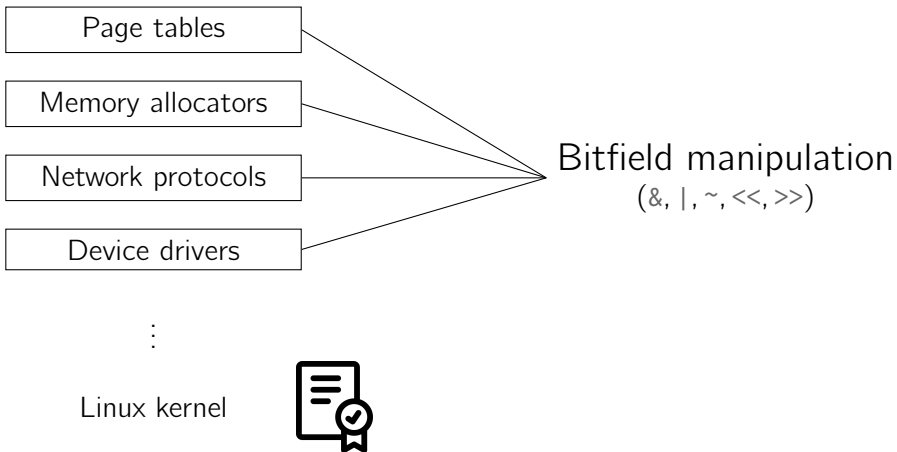 Page tables
Memory allocators
Network protocols
Device drivers
⋮
Linux kernel
Bitfield manipulation
(&, |, ~, <<, >>)